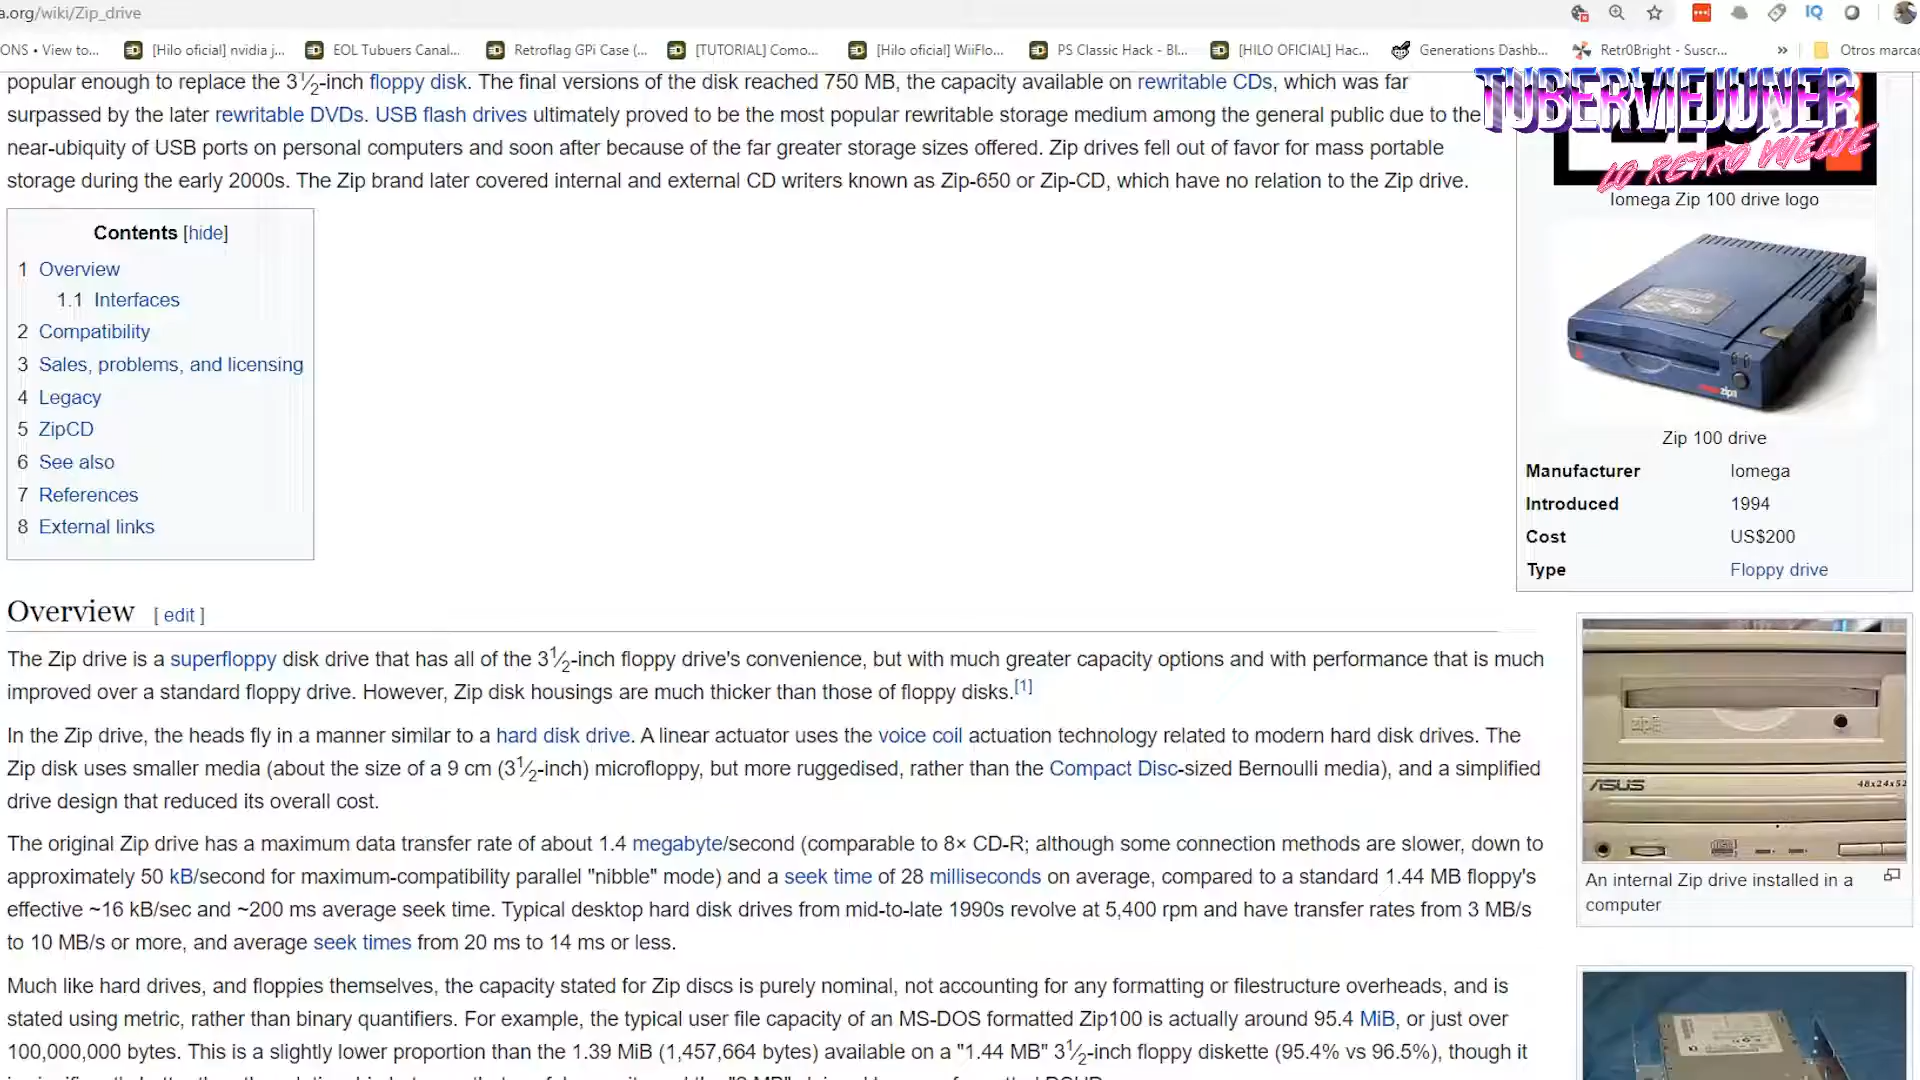 a.org/wiki/Zip_drive
ONS • View to...
[Hilo oficial] nvidia j...
EOL Tubuers Canal...
Retroflag GPi Case (...
[TUTORIAL] Como...
[Hilo oficial] WiiFlo...
PS Classic Hack - Bl...
[HILO OFICIAL] Hac...
Generations Dashb...
Retr0Bright - Suscr...
»
Otros marca
popular enough to replace the 3 1⁄2-inch floppy disk. The final versions of the disk reached 750 MB, the capacity available on rewritable CDs, which was far
surpassed by the later rewritable DVDs. USB flash drives ultimately proved to be the most popular rewritable storage medium among the general public due to the
near-ubiquity of USB ports on personal computers and soon after because of the far greater storage sizes offered. Zip drives fell out of favor for mass portable
storage during the early 2000s. The Zip brand later covered internal and external CD writers known as Zip-650 or Zip-CD, which have no relation to the Zip drive.
TUBERVIEJUNER
LO RETRO VUELVE
Iomega Zip 100 drive logo
zip
Zip 100 drive
Manufacturer Iomega
Introduced 1994
Cost US$200
Type Floppy drive
Contents [hide]
1 Overview
1.1 Interfaces
2 Compatibility
3 Sales, problems, and licensing
4 Legacy
5 ZipCD
6 See also
7 References
8 External links
Overview [ edit ]
The Zip drive is a superfloppy disk drive that has all of the 3 1⁄2-inch floppy drive's convenience, but with much greater capacity options and with performance that is much
improved over a standard floppy drive. However, Zip disk housings are much thicker than those of floppy disks.[1]
In the Zip drive, the heads fly in a manner similar to a hard disk drive. A linear actuator uses the voice coil actuation technology related to modern hard disk drives. The
Zip disk uses smaller media (about the size of a 9 cm (3 1⁄2-inch) microfloppy, but more ruggedised, rather than the Compact Disc-sized Bernoulli media), and a simplified
drive design that reduced its overall cost.
The original Zip drive has a maximum data transfer rate of about 1.4 megabyte/second (comparable to 8× CD-R; although some connection methods are slower, down to
approximately 50 kB/second for maximum-compatibility parallel "nibble" mode) and a seek time of 28 milliseconds on average, compared to a standard 1.44 MB floppy's
effective ~16 kB/sec and ~200 ms average seek time. Typical desktop hard disk drives from mid-to-late 1990s revolve at 5,400 rpm and have transfer rates from 3 MB/s
to 10 MB/s or more, and average seek times from 20 ms to 14 ms or less.
Much like hard drives, and floppies themselves, the capacity stated for Zip discs is purely nominal, not accounting for any formatting or filestructure overheads, and is
stated using metric, rather than binary quantifiers. For example, the typical user file capacity of an MS-DOS formatted Zip100 is actually around 95.4 MiB, or just over
100,000,000 bytes. This is a slightly lower proportion than the 1.39 MiB (1,457,664 bytes) available on a "1.44 MB" 3 1⁄2-inch floppy diskette (95.4% vs 96.5%), though it
zip
ASUS
48x24x52
An internal Zip drive installed in a
computer